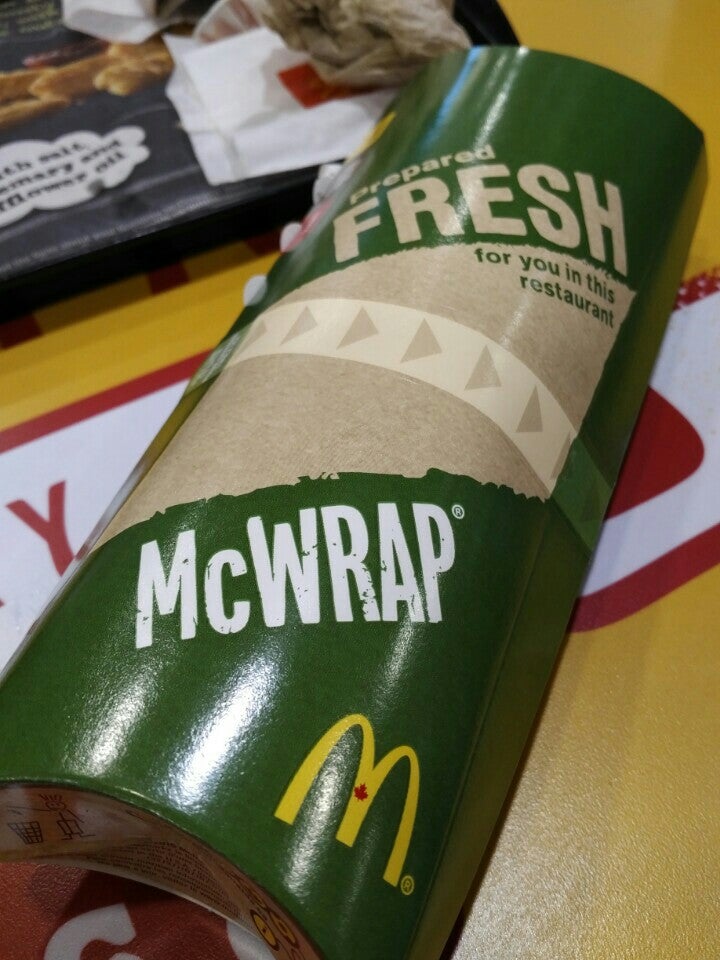 Prepared
FRESH
for you in this
restaurant
McWRAP®
®
Y